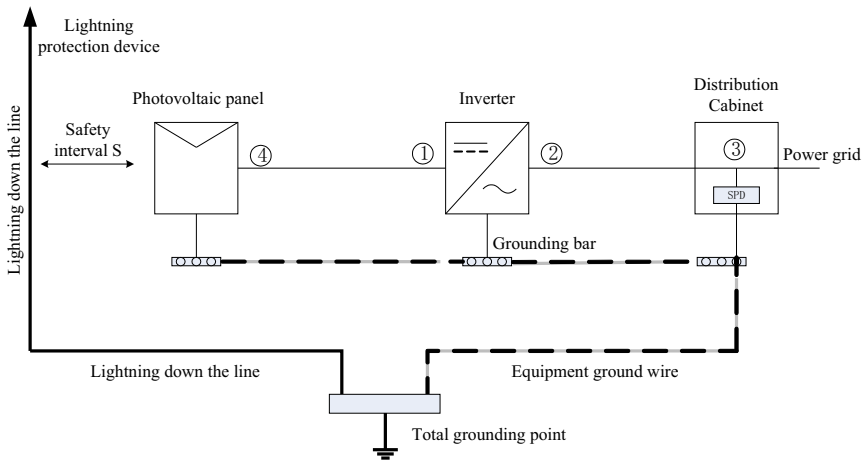 Lightning
protection device
Photovoltaic panel
Inverter
Distribution
Cabinet
Lightning down the line
Safety
interval S
④
①
②
③
Power grid
SPD
Grounding bar
Lightning down the line
Equipment ground wire
Total grounding point